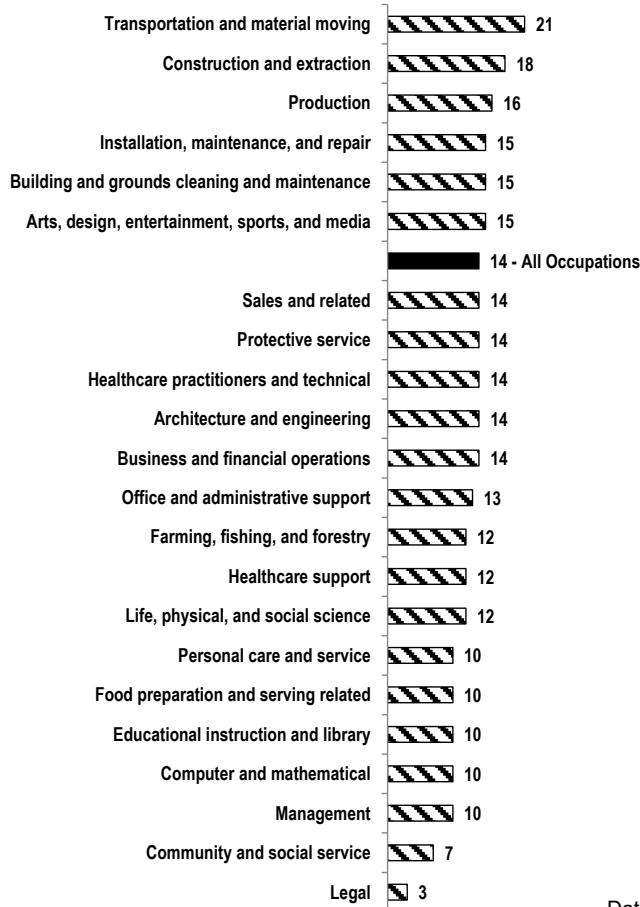 Transportation and material moving 21
Construction and extraction 18
Production 16
Installation, maintenance, and repair 15
Building and grounds cleaning and maintenance 15
Arts, design, entertainment, sports, and media 15
14 - All Occupations
Sales and related 14
Protective service 14
Healthcare practitioners and technical 14
Architecture and engineering 14
Business and financial operations 14
Office and administrative support 13
Farming, fishing, and forestry 12
Healthcare support 12
Life, physical, and social science 12
Personal care and service 10
Food preparation and serving related 10
Educational instruction and library 10
Computer and mathematical 10
Management 10
Community and social service 7
Legal 3